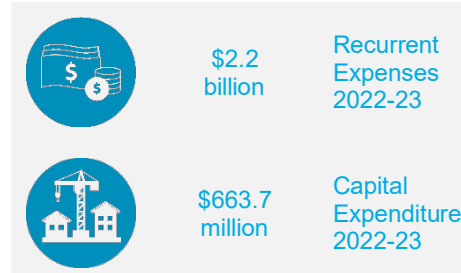 $2.2
billion
Recurrent
Expenses
2022-23
$663.7
million
Capital
Expenditure
2022-23